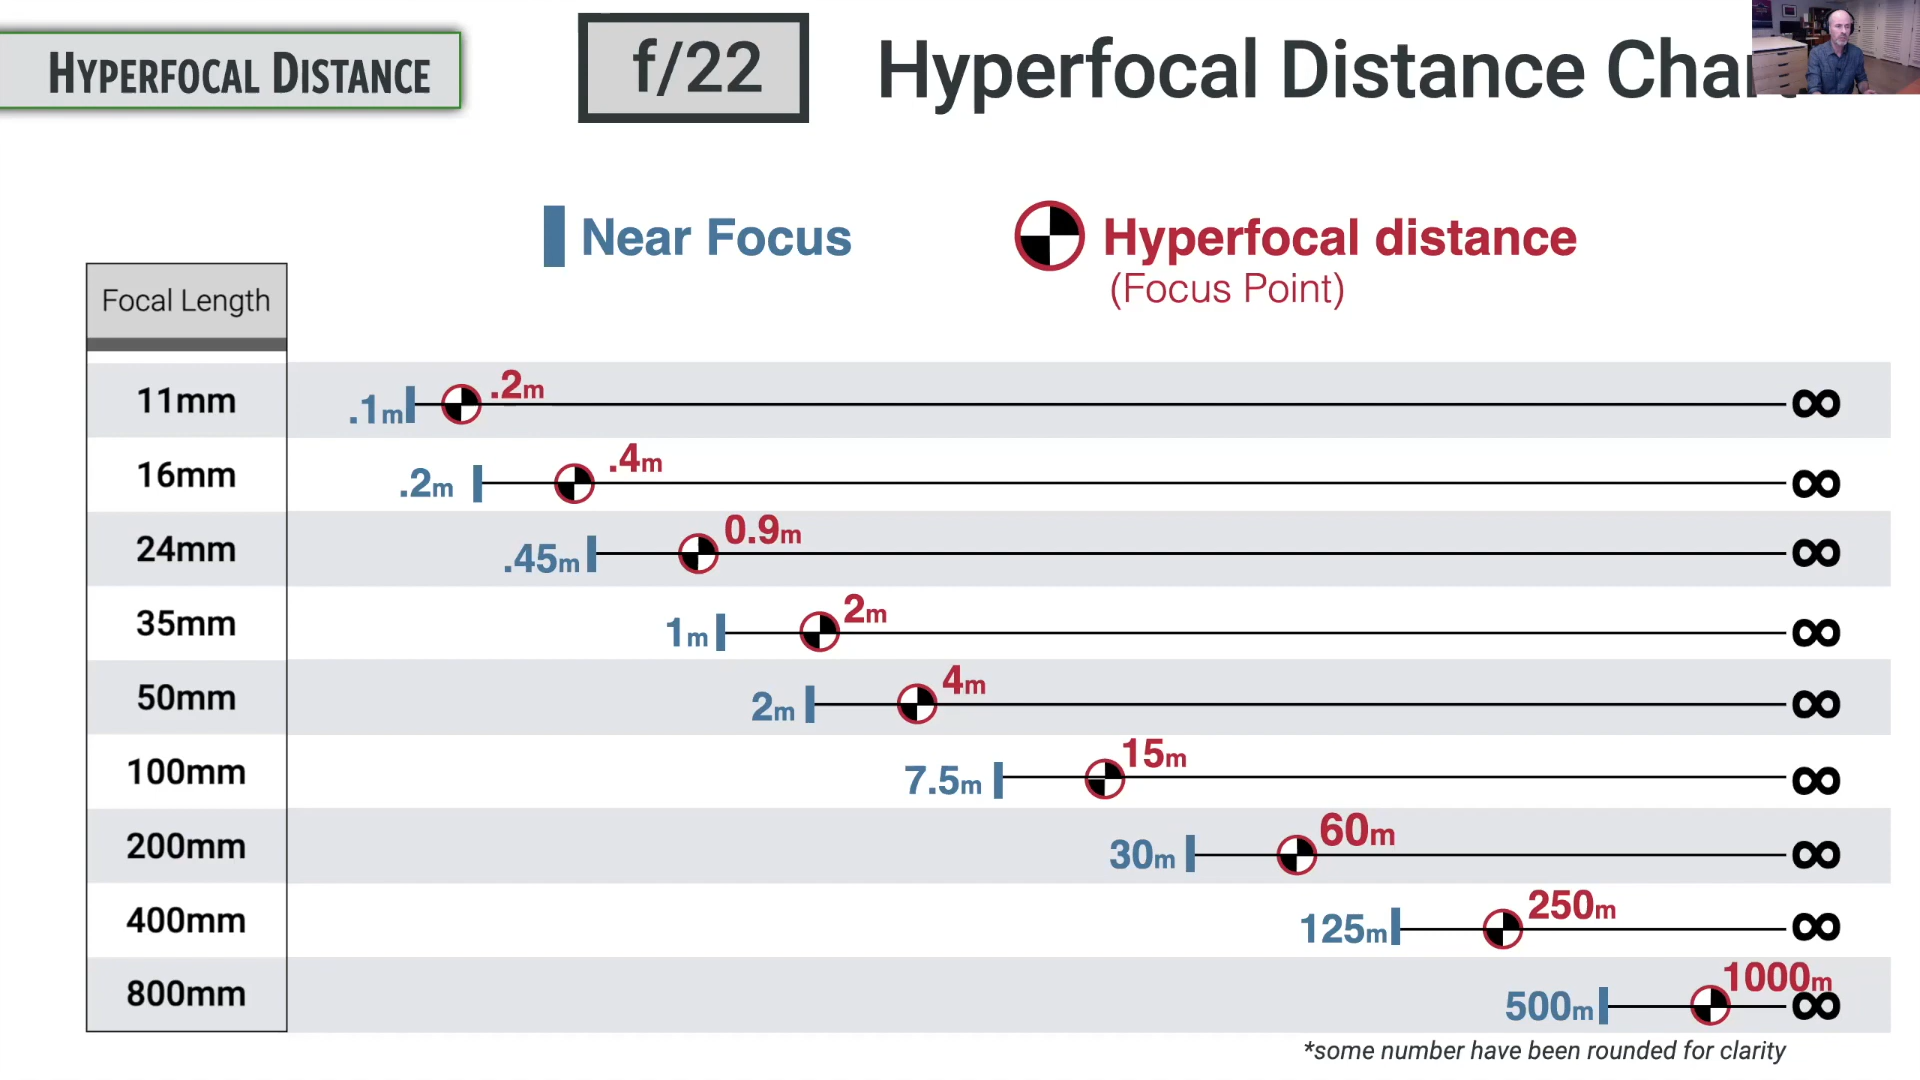 HYPERFOCAL DISTANCE
f/22
Hyperfocal Distance Char
Near Focus
Hyperfocal distance
(Focus Point)
Focal Length
11mm .1m .2m ∞
16mm .2m .4m ∞
24mm .45m 0.9m ∞
35mm 1m 2m ∞
50mm 2m 4m ∞
100mm 7.5m 15m ∞
200mm 30m 60m ∞
400mm 125m 250m ∞
800mm 500m 1000m ∞
*some number have been rounded for clarity